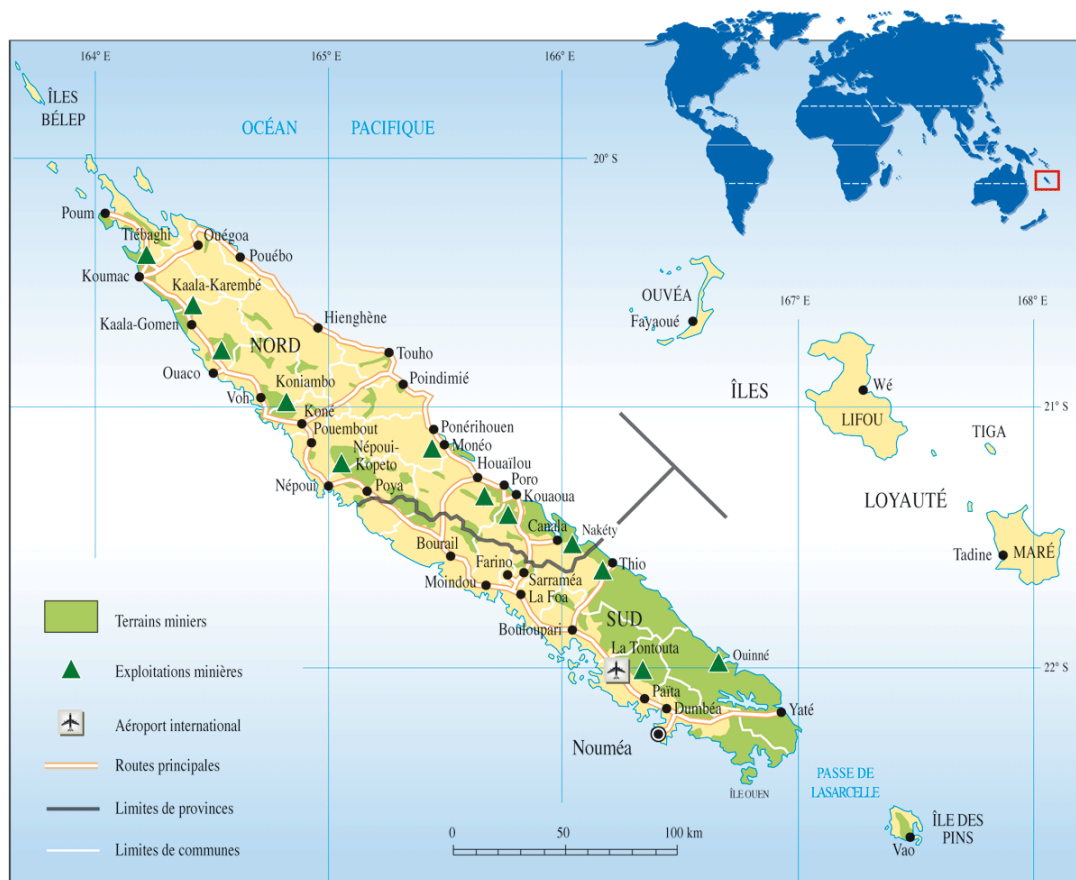 164° E
165° E
166° E
ÎLES
BÉLEP
OCÉAN PACIFIQUE
20° S
Poum
Tiébaghi
Ouégoa
Pouébo
Koumac
Kaala-Karembé
Kaala-Gomen
Hienghène
NORD
Touho
Ouaco
Koniambo
Poindimié
Voh
Koné
Pouembout
Ponérihouen
Monéo
Népoui-
Kopeto
Houaïlou
Poro
Népoui
Poya
Kouaoua
Canala
Nakéty
Bourail
Farino
Thio
Moindou
Sarraméa
La Foa
SUD
Bouloupari
La Tontouta
Ouinné
Païta
Dumbéa
Yaté
Nouméa
ÎLE OUEN
OUVÉA
Fayaoué
167° E
168° E
ÎLES
Wé
LIFOU
21° S
TIGA
LOYAUTÉ
Tadine
MARÉ
22° S
PASSE DE
LASARCELLE
ÎLE DES
PINS
Vao
Terrains miniers
Exploitations minières
Aéroport international
Routes principales
Limites de provinces
Limites de communes
0 50 100 km